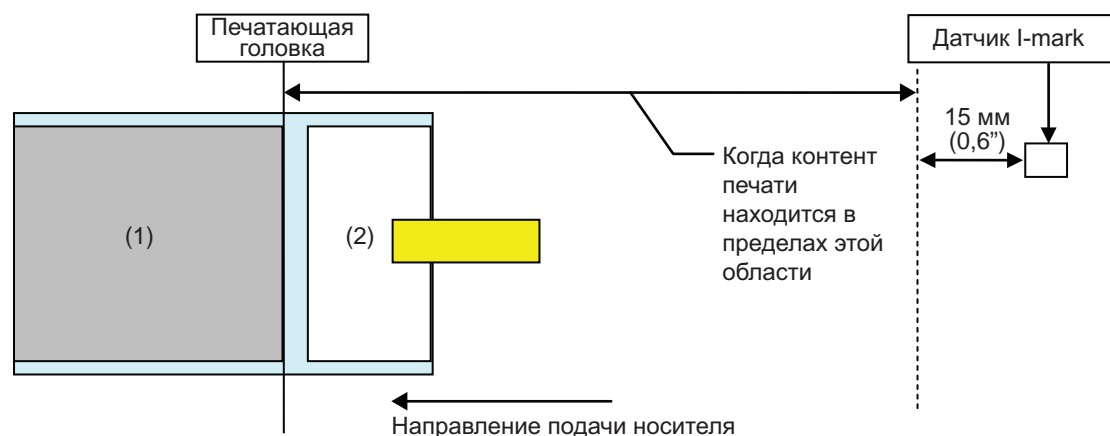 Печатающая
головка
Датчик I-mark
15 мм
(0,6”)
Когда контент
печати
находится в
пределах этой
области
(1)
(2)
Направление подачи носителя